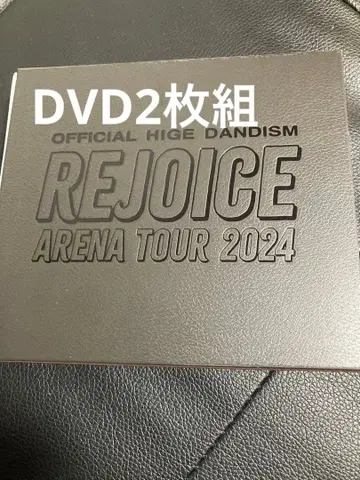 DVD2枚組
OFFICIAL HIGE DANDISM
REJOICE
ARENA TOUR 2024